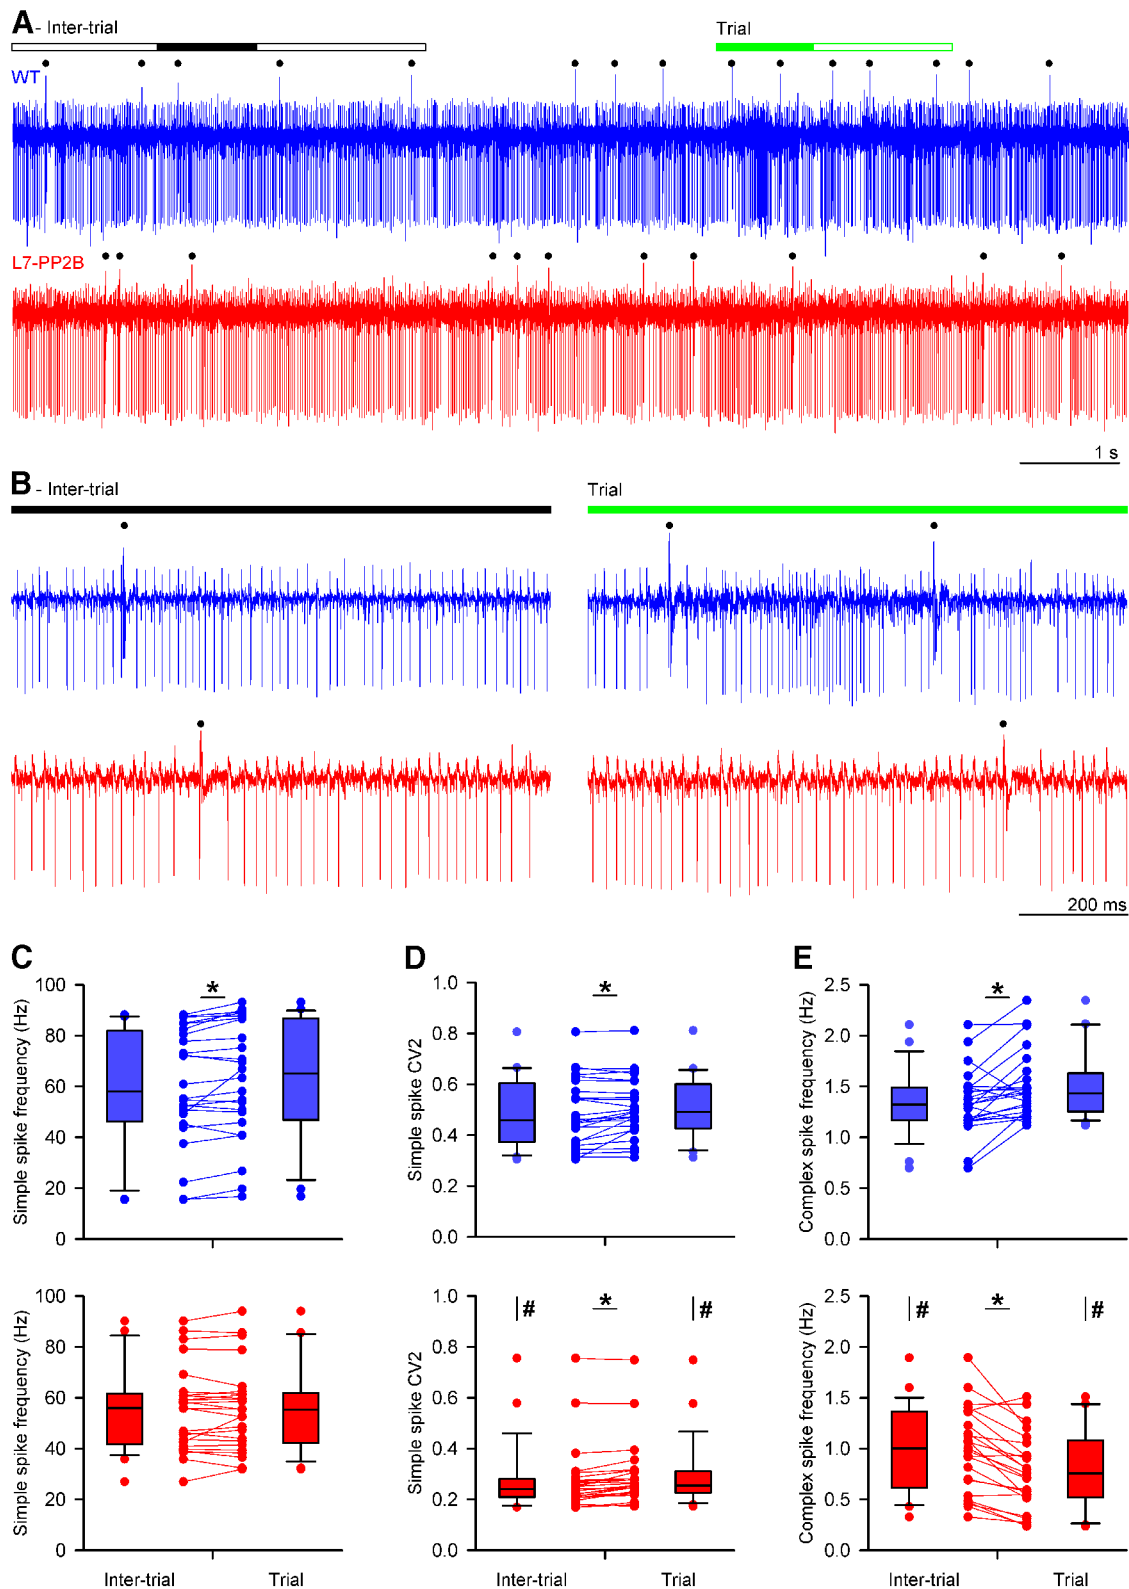 A - Inter-trial
Trial
WT
L7-PP2B
1 s
B - Inter-trial
Trial
200 ms
C
D
E
Simple spike frequency (Hz)
100
80
60
40
20
0
*
Simple spike CV2
1.0
0.8
0.6
0.4
0.2
0.0
*
Complex spike frequency (Hz)
2.5
2.0
1.5
1.0
0.5
0.0
*
Simple spike frequency (Hz)
100
80
60
40
20
0
Inter-trial
Trial
Simple spike CV2
1.0
0.8
0.6
0.4
0.2
0.0
#
*
#
Inter-trial
Trial
Complex spike frequency (Hz)
2.5
2.0
1.5
1.0
0.5
0.0
#
*
#
Inter-trial
Trial